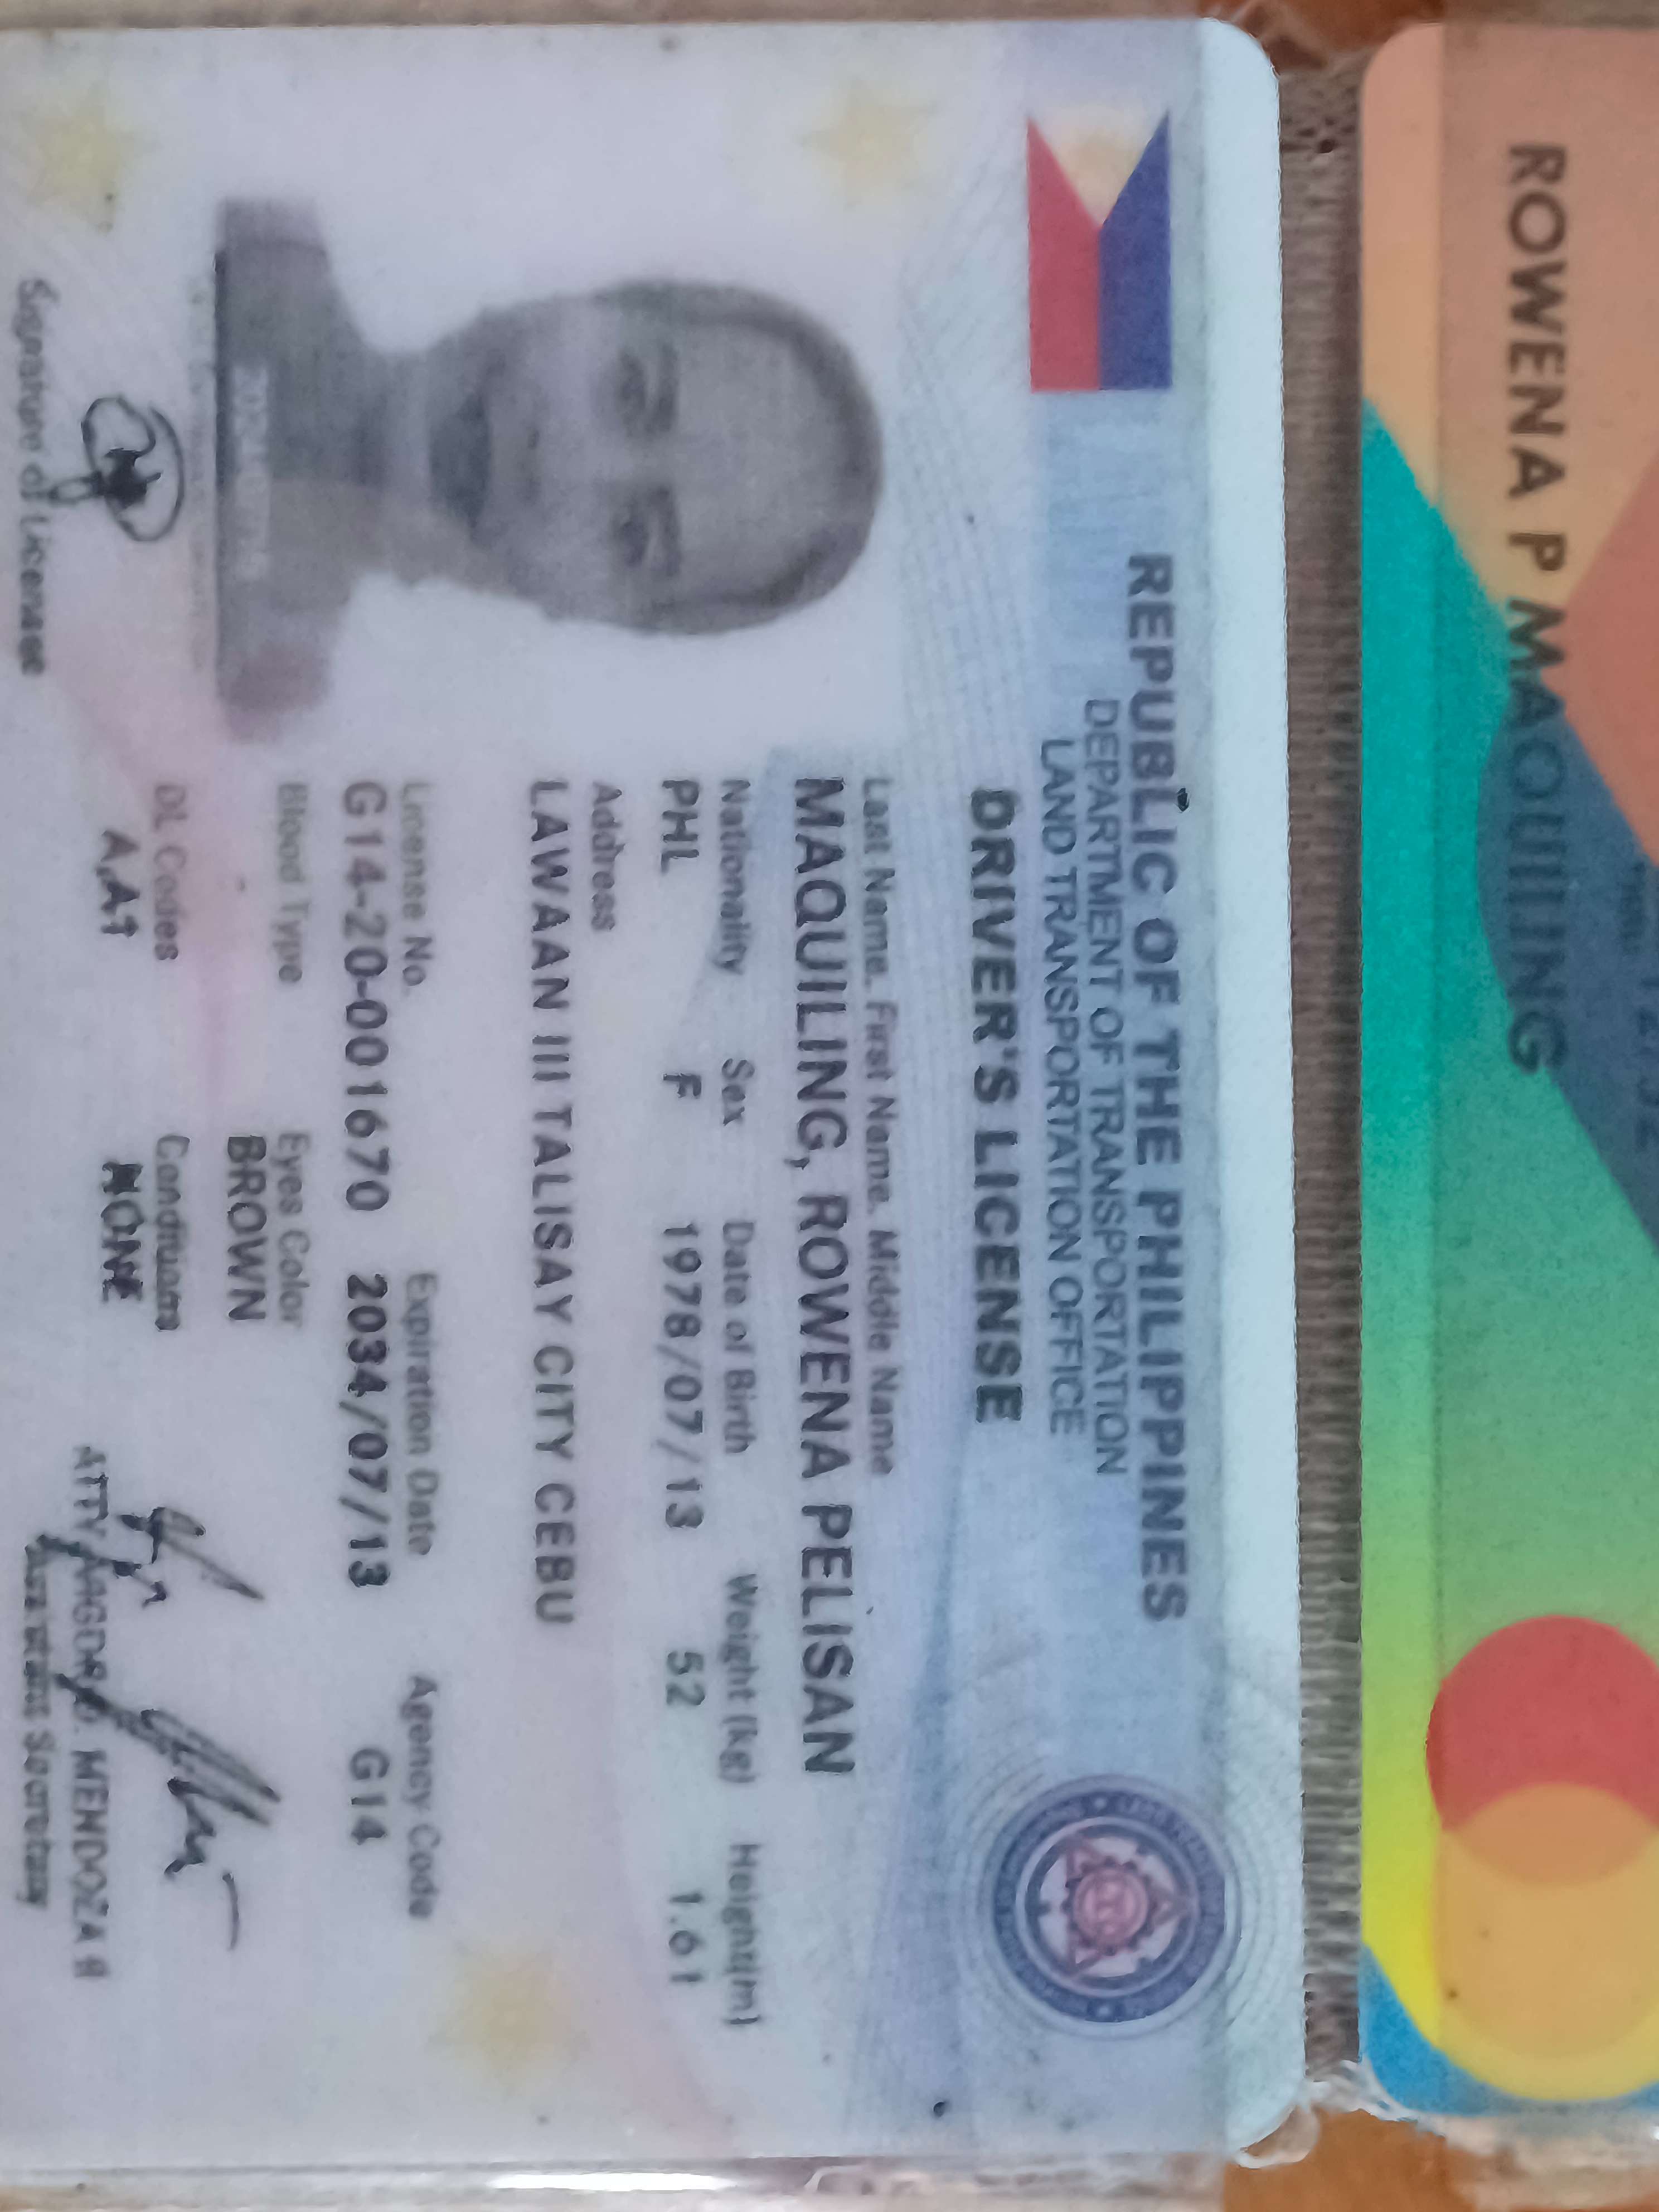 REPUBLIC OF THE PHILIPPINES
DEPARTMENT OF TRANSPORTATION
LAND TRANSPORTATION OFFICE
DRIVER'S LICENSE
Last Name, First Name, Middle Name
MAQUILING, ROWENA PELISAN
Nationality Sex Date of Birth Weight (kg) Height(m)
PHL F 1978/07/13 52 1.61
Address
LAWAAN III TALISAY CITY CEBU
License No. Expiration Date Agency Code
G14-20-001670 2034/07/13 G14
Blood Type Eyes Color
- BROWN
DL Codes Conditions
A,A1 NONE
Signature of Licensee
ATTY. MENDOZA II
Secretary
ROWENA P MAQUILING